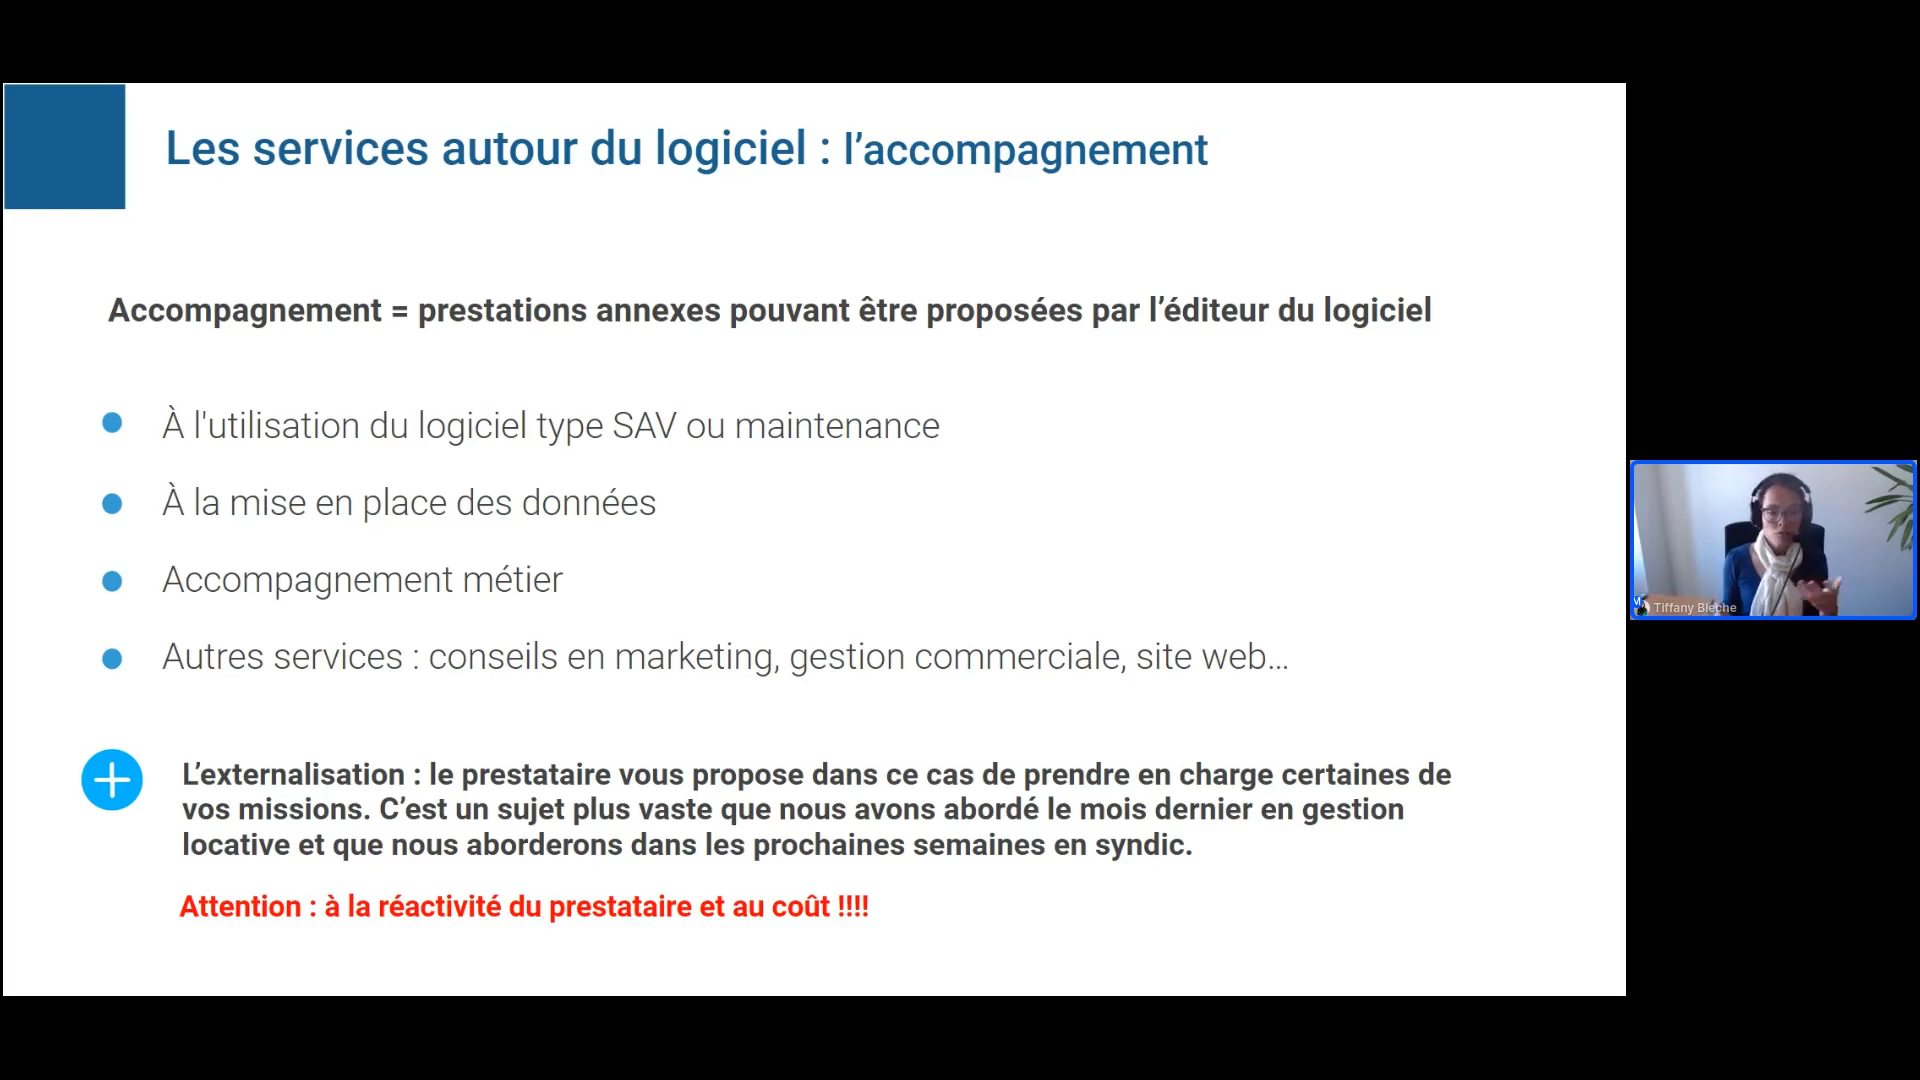 Les services autour du logiciel : l’accompagnement
Accompagnement = prestations annexes pouvant être proposées par l’éditeur du logiciel
À l'utilisation du logiciel type SAV ou maintenance
À la mise en place des données
Accompagnement métier
Autres services : conseils en marketing, gestion commerciale, site web...
L’externalisation : le prestataire vous propose dans ce cas de prendre en charge certaines de
vos missions. C’est un sujet plus vaste que nous avons abordé le mois dernier en gestion
locative et que nous aborderons dans les prochaines semaines en syndic.
Attention : à la réactivité du prestataire et au coût !!!!
Tiffany Bleche